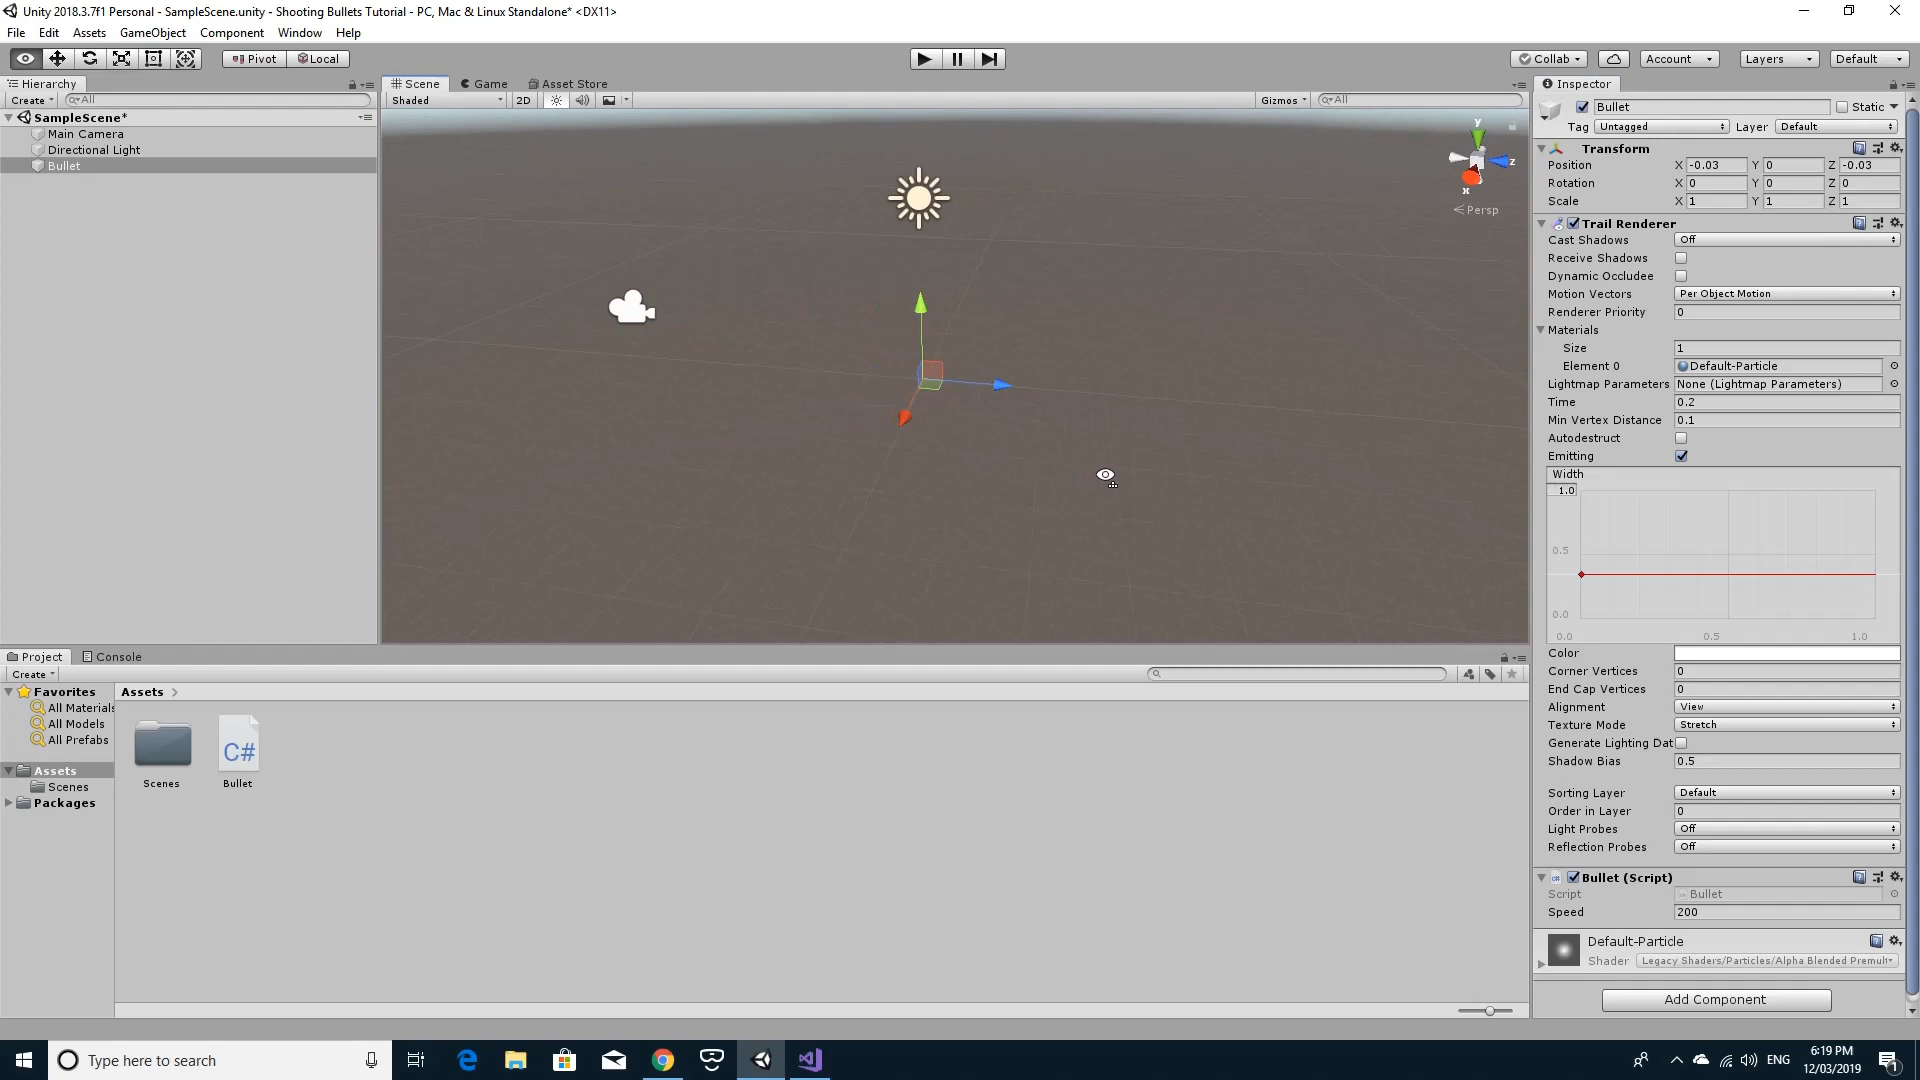 Unity 2018.3.7f1 Personal - SampleScene.unity - Shooting Bullets Tutorial - PC, Mac & Linux Standalone* <DX11>
File Edit Assets GameObject Component Window Help
Pivot Local Collab Account Layers Default
Hierarchy
Create All
SampleScene*
Main Camera
Directional Light
Bullet
Scene Game Asset Store
Shaded 2D Gizmos All
y
z
x
Persp
Inspector
Bullet Static
Tag Untagged Layer Default
Transform
Position X -0.03 Y 0 Z -0.03
Rotation X 0 Y 0 Z 0
Scale X 1 Y 1 Z 1
Trail Renderer
Cast Shadows Off
Receive Shadows
Dynamic Occludee
Motion Vectors Per Object Motion
Renderer Priority 0
Materials
Size 1
Element 0 Default-Particle
Lightmap Parameters None (Lightmap Parameters)
Time 0.2
Min Vertex Distance 0.1
Autodestruct
Emitting
Width
1.0
0.5
0.0
0.0 0.5 1.0
Color
Corner Vertices 0
End Cap Vertices 0
Alignment View
Texture Mode Stretch
Generate Lighting Dat
Shadow Bias 0.5
Sorting Layer Default
Order in Layer 0
Light Probes Off
Reflection Probes Off
Bullet (Script)
Script Bullet
Speed 200
Default-Particle
Shader Legacy Shaders/Particles/Alpha Blended Premult
Add Component
Project Console
Create
Favorites
All Materials
All Models
All Prefabs
Assets
Scenes
Packages
Assets
C#
Scenes Bullet
Type here to search
ENG
6:19 PM
12/03/2019
1